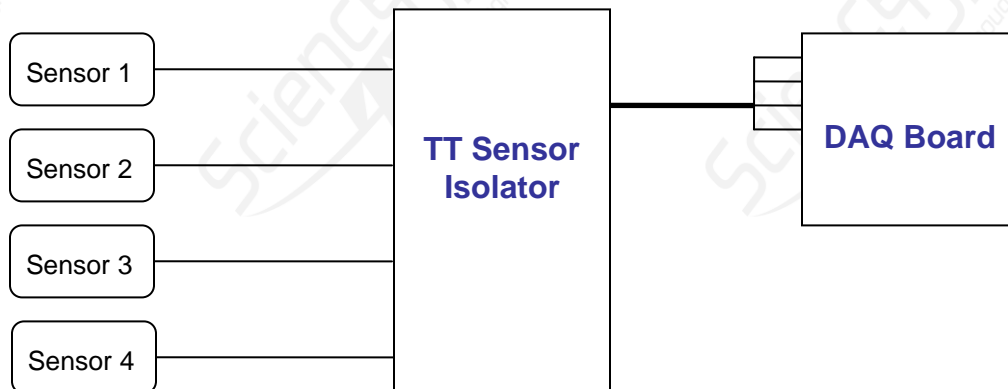 Sensor 1
Sensor 2
Sensor 3
Sensor 4
TT Sensor
Isolator
DAQ Board